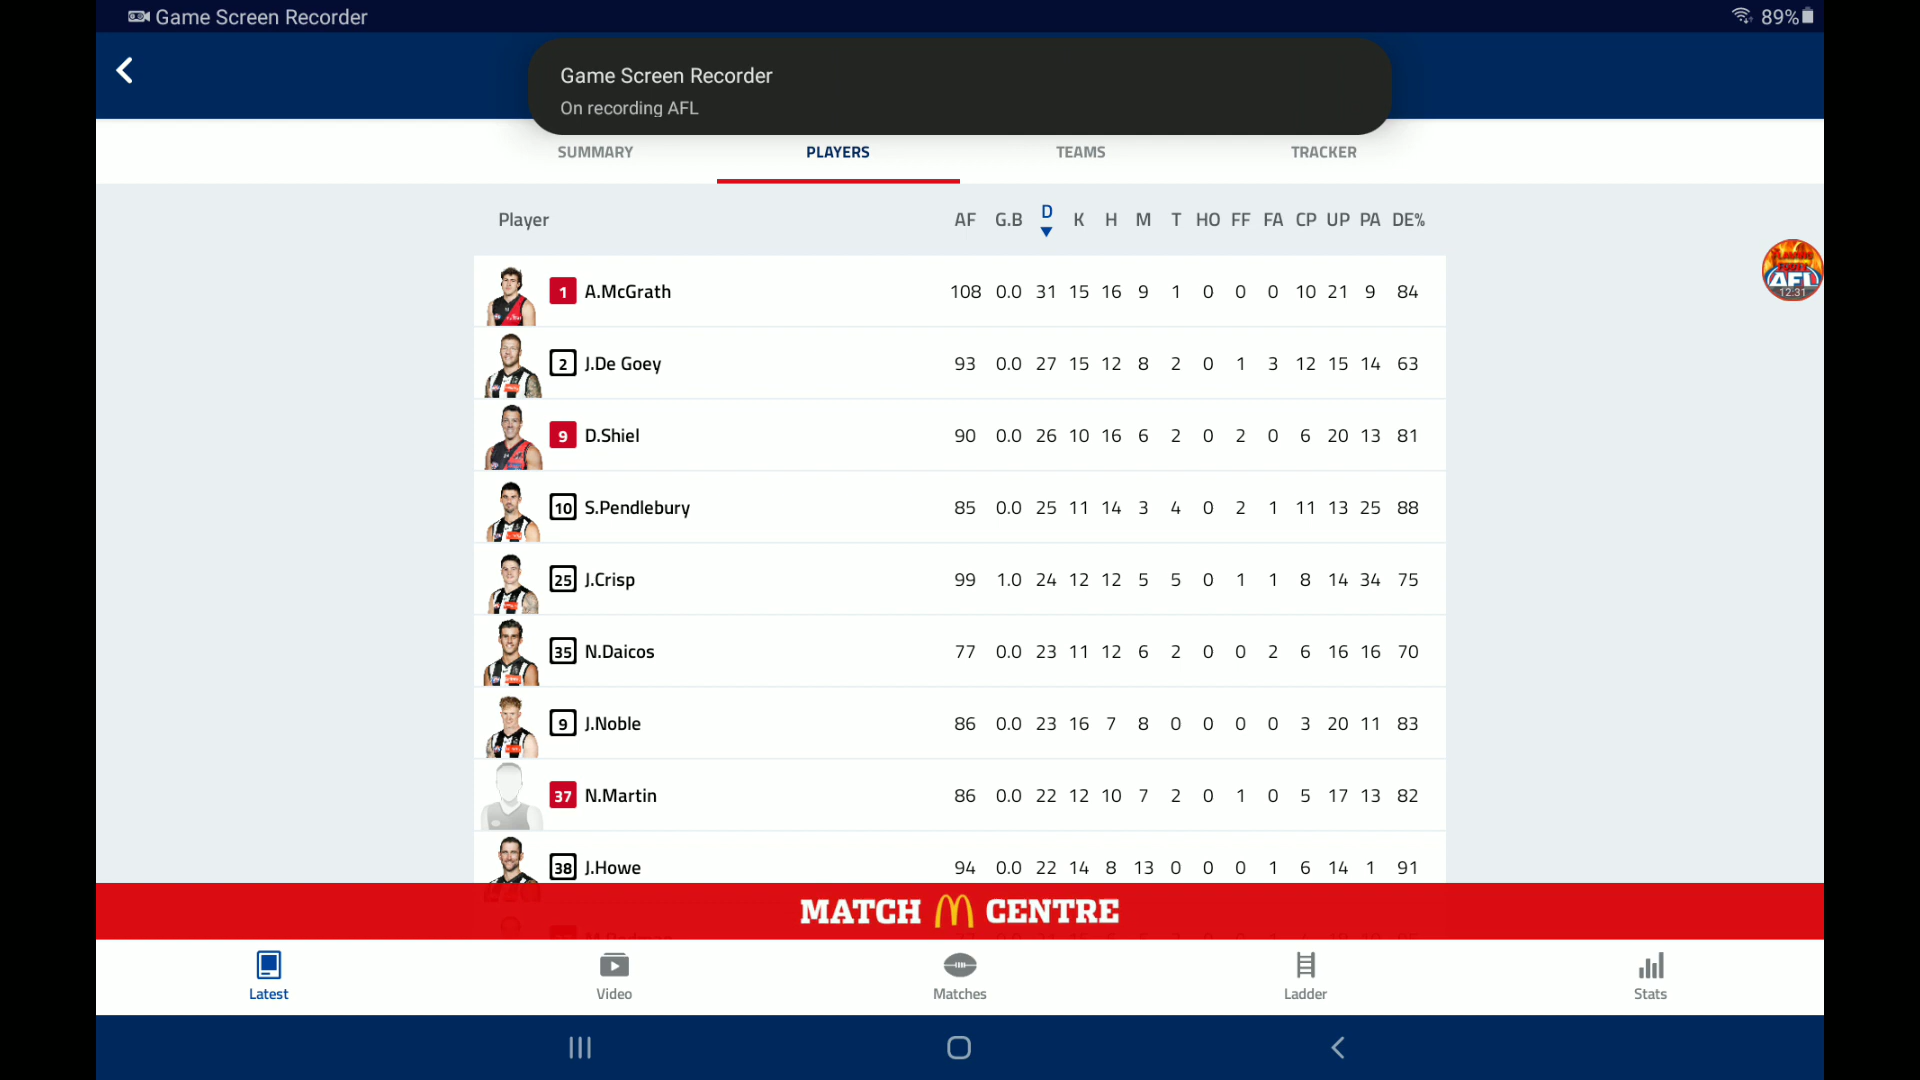 Game Screen Recorder
89%
Game Screen Recorder
On recording AFL
SUMMARY PLAYERS TEAMS TRACKER
Player AF G.B D K H M T HO FF FA CP UP PA DE%
1 A.McGrath 108 0.0 31 15 16 9 1 0 0 0 10 21 9 84
2 J.De Goey 93 0.0 27 15 12 8 2 0 1 3 12 15 14 63
9 D.Shiel 90 0.0 26 10 16 6 2 0 2 0 6 20 13 81
10 S.Pendlebury 85 0.0 25 11 14 3 4 0 2 1 11 13 25 88
25 J.Crisp 99 1.0 24 12 12 5 5 0 1 1 8 14 34 75
35 N.Daicos 77 0.0 23 11 12 6 2 0 0 2 6 16 16 70
9 J.Noble 86 0.0 23 16 7 8 0 0 0 0 3 20 11 83
37 N.Martin 86 0.0 22 12 10 7 2 0 1 0 5 17 13 82
38 J.Howe 94 0.0 22 14 8 13 0 0 0 1 6 14 1 91
AFL
12:31
MATCH CENTRE
Latest Video Matches Ladder Stats